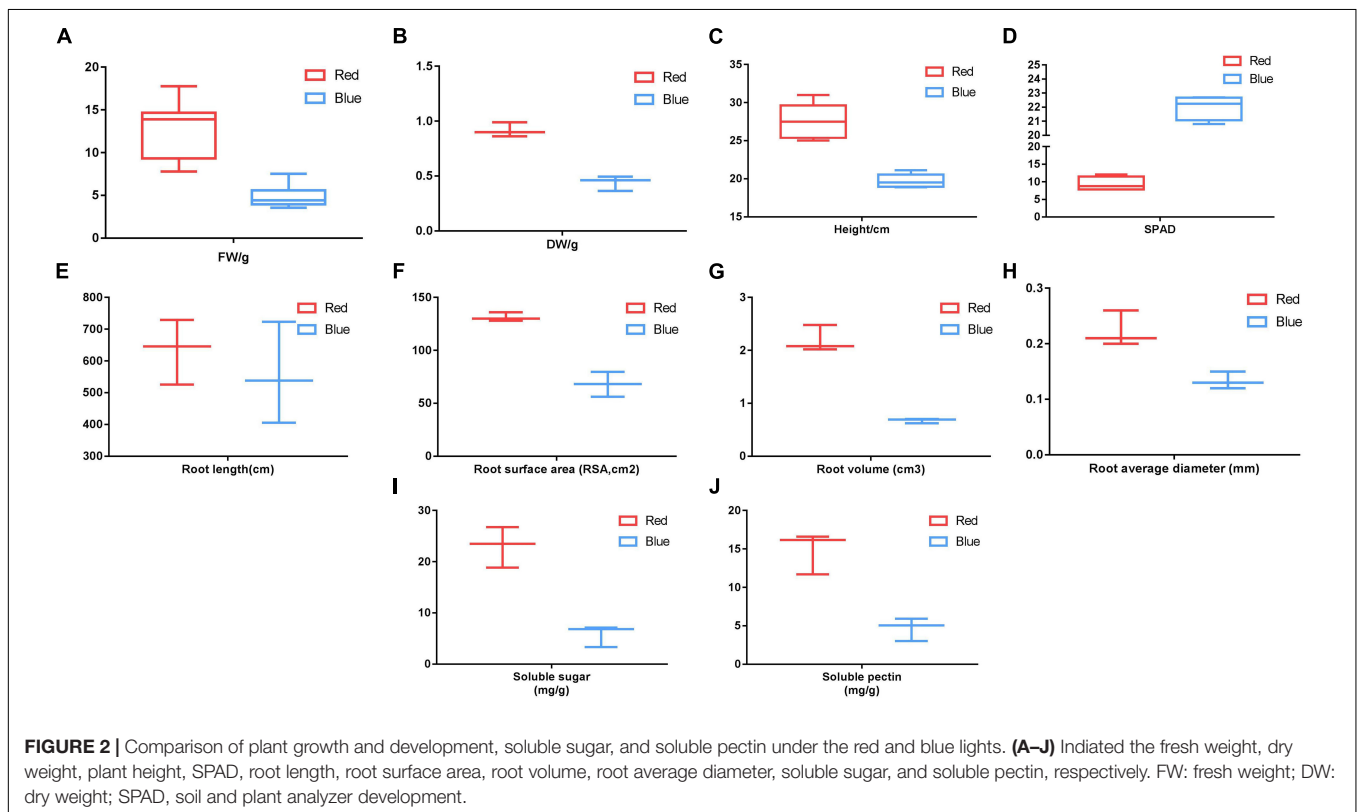 A
20
15
10
5
0
Red
Blue
FW/g
B
1.5
1.0
0.5
0.0
Red
Blue
DW/g
C
35
30
25
20
15
Red
Blue
Height/cm
D
25
24
23
22
21
20
15
10
5
0
Red
Blue
SPAD
E
800
700
600
500
400
300
Red
Blue
Root length(cm)
F
150
100
50
0
Red
Blue
Root surface area (RSA,cm2)
G
3
2
1
0
Red
Blue
Root volume (cm3)
H
0.3
0.2
0.1
0.0
Red
Blue
Root average diameter (mm)
I
30
20
10
0
Red
Blue
Soluble sugar
(mg/g)
J
20
15
10
5
0
Red
Blue
Soluble pectin
(mg/g)
FIGURE 2 | Comparison of plant growth and development, soluble sugar, and soluble pectin under the red and blue lights. (A–J) Indiated the fresh weight, dry
weight, plant height, SPAD, root length, root surface area, root volume, root average diameter, soluble sugar, and soluble pectin, respectively. FW: fresh weight; DW:
dry weight; SPAD, soil and plant analyzer development.